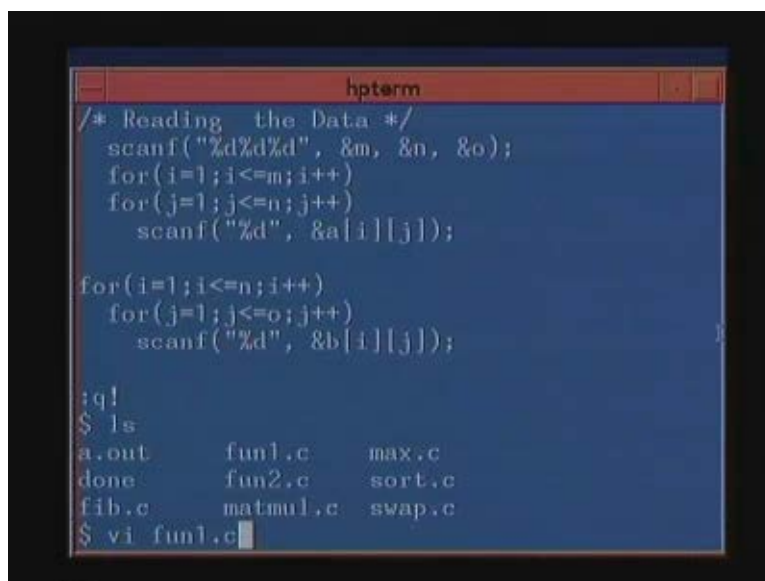 hpterm
/* Reading  the Data */
  scanf("%d%d%d", &m, &n, &o);
  for(i=1;i<=m;i++)
  for(j=1;j<=n;j++)
    scanf("%d", &a[i][j]);
for(i=1;i<=n;i++)
  for(j=1;j<=o;j++)
    scanf("%d", &b[i][j]);
:q!
$ ls
a.out      fun1.c    max.c
done       fun2.c    sort.c
fib.c      matmul.c  swap.c
$ vi fun1.c